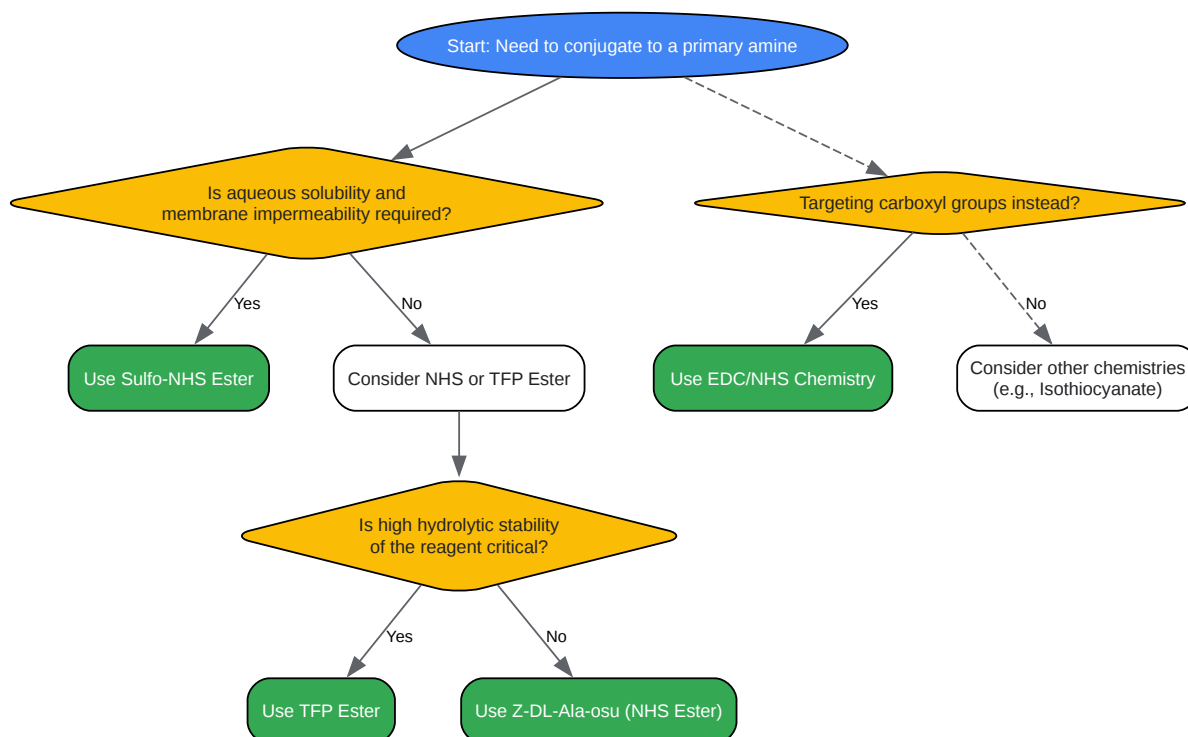 Start: Need to conjugate to a primary amine
Is aqueous solubility and
membrane impermeability required?
Targeting carboxyl groups instead?
Yes
No
Yes
No
Use Sulfo-NHS Ester
Consider NHS or TFP Ester
Use EDC/NHS Chemistry
Consider other chemistries
(e.g., Isothiocyanate)
Is high hydrolytic stability
of the reagent critical?
Yes
No
Use TFP Ester
Use Z-DL-Ala-osu (NHS Ester)